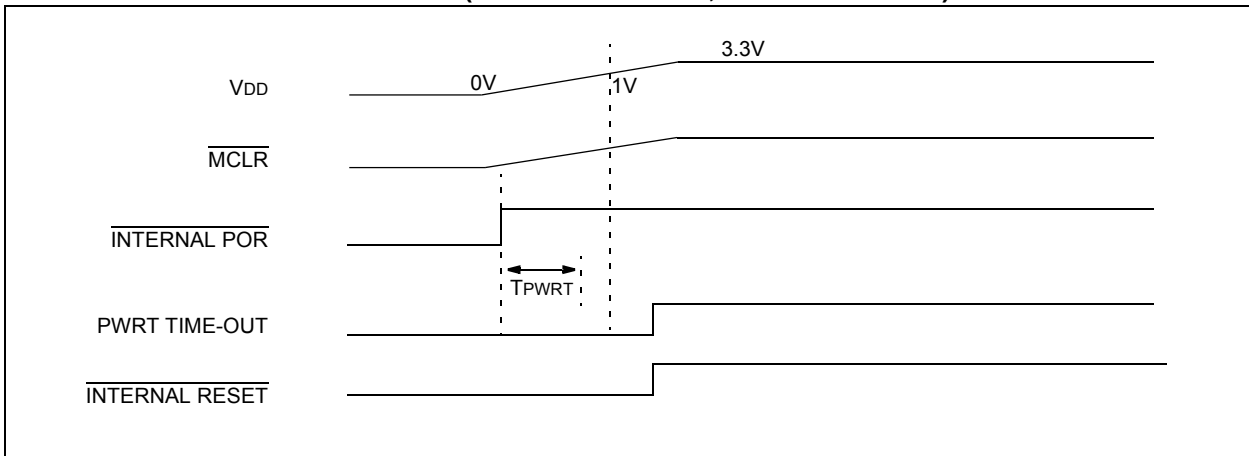 3.3V
VDD
0V
1V
MCLR
INTERNAL POR
TPWRT
PWRT TIME-OUT
INTERNAL RESET